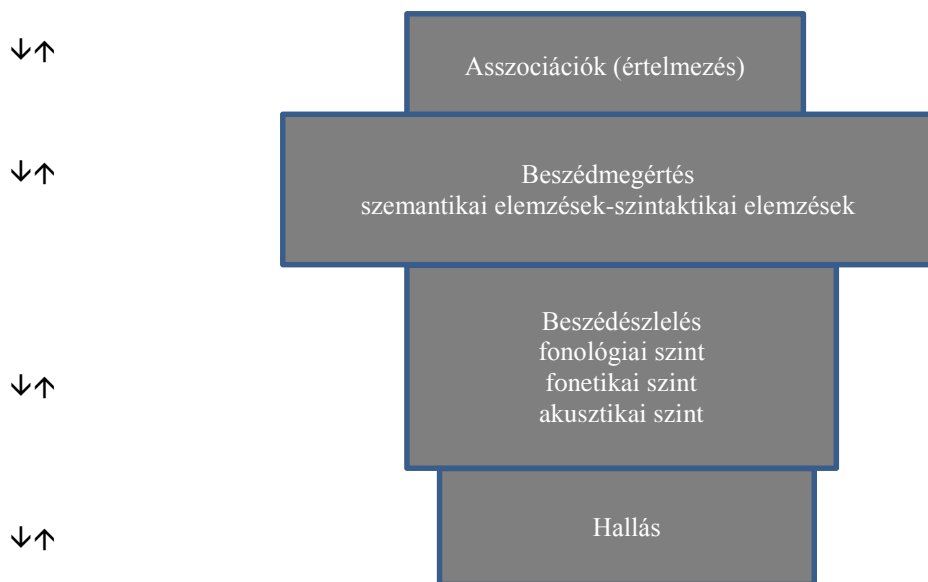 ↓↑
Asszociációk (értelmezés)
↓↑
Beszédmegértés
szemantikai elemzések-szintaktikai elemzések
Beszédészlelés
fonológiai szint
fonetikai szint
↓↑
akusztikai szint
Hallás
↓↑